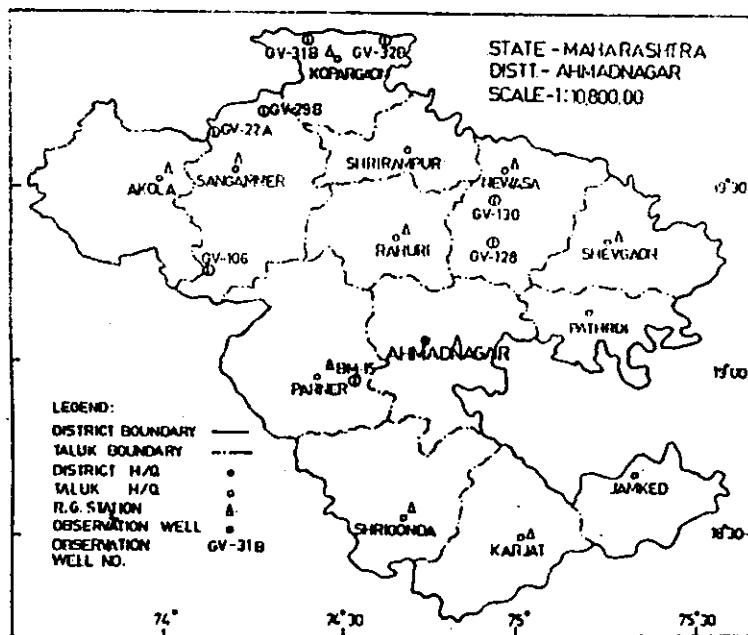 STATE - MAHARASHTRA
DISTT. - AHMADNAGAR
SCALE - 1:10,800,00
GV-31B
GV-32D
KOPARGAON
GV-29B
GV-22A
SHRIRAMPUR
AKOLA
SANGAMNER
NEWASA
19°30
GV-130
RAHURI
GV-128
SHEVGAON
GV-106
PATHRDI
AHMADNAGAR
BM-15
PARNER
19°00
LEGEND:
DISTRICT BOUNDARY
TALUK BOUNDARY
DISTRICT H/Q
TALUK H/Q
R.G. STATION
OBSERVATION WELL
OBSERVATION WELL NO. GV-31B
JAMKED
SHRIGONDA
KARJAT
18°30
74°
74°30
75°
75°30